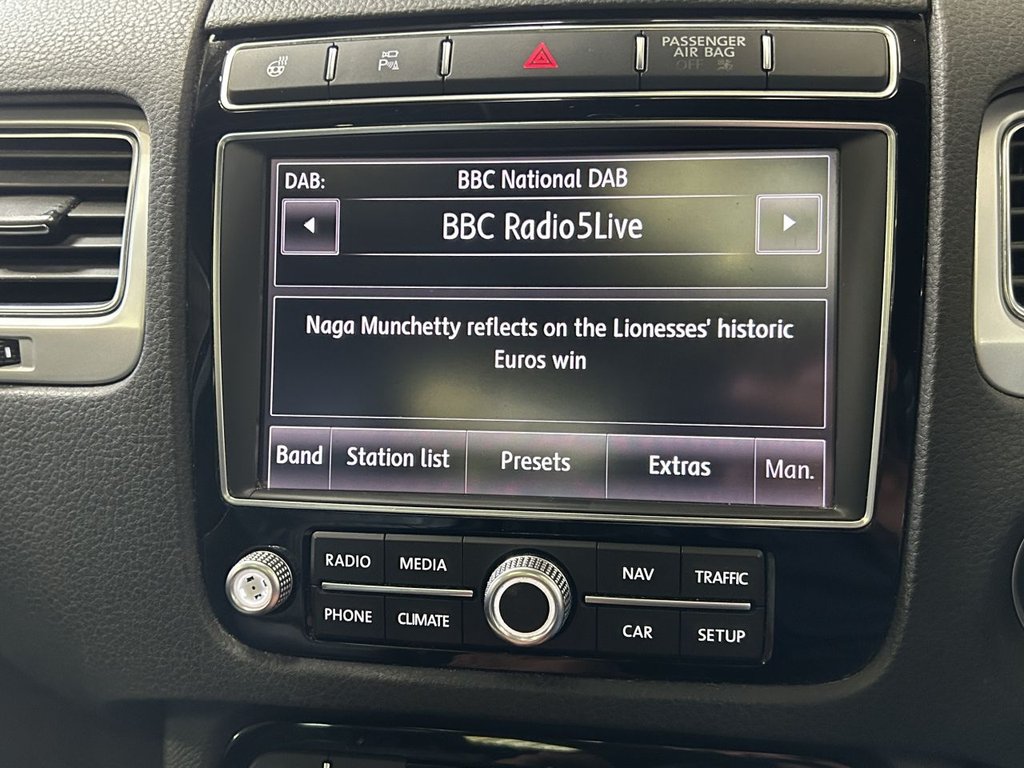 PASSENGER
AIR BAG
OFF
DAB:
BBC National DAB
BBC Radio5Live
Naga Munchetty reflects on the Lionesses' historic
Euros win
Band
Station list
Presets
Extras
Man.
RADIO
MEDIA
NAV
TRAFFIC
PHONE
CLIMATE
CAR
SETUP